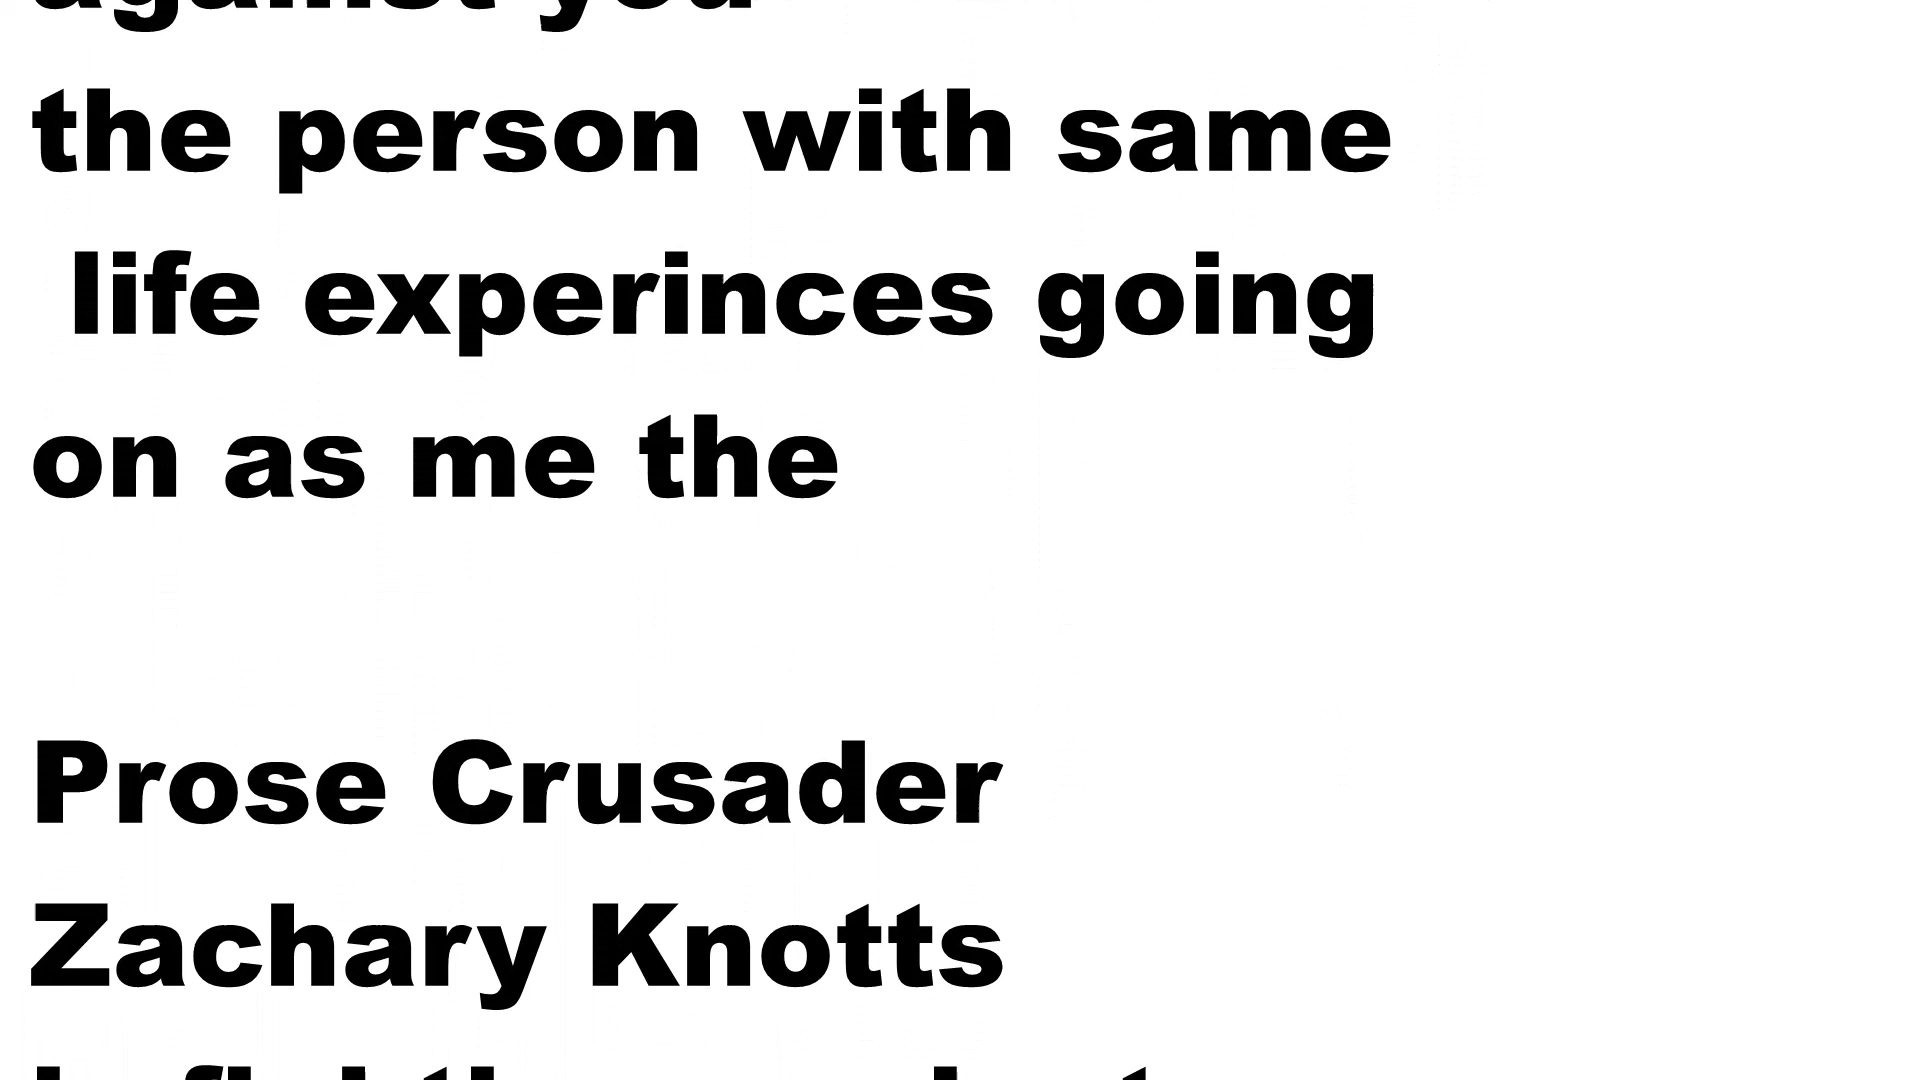 against you
the person with same
life experinces going
on as me the
Prose Crusader
Zachary Knotts